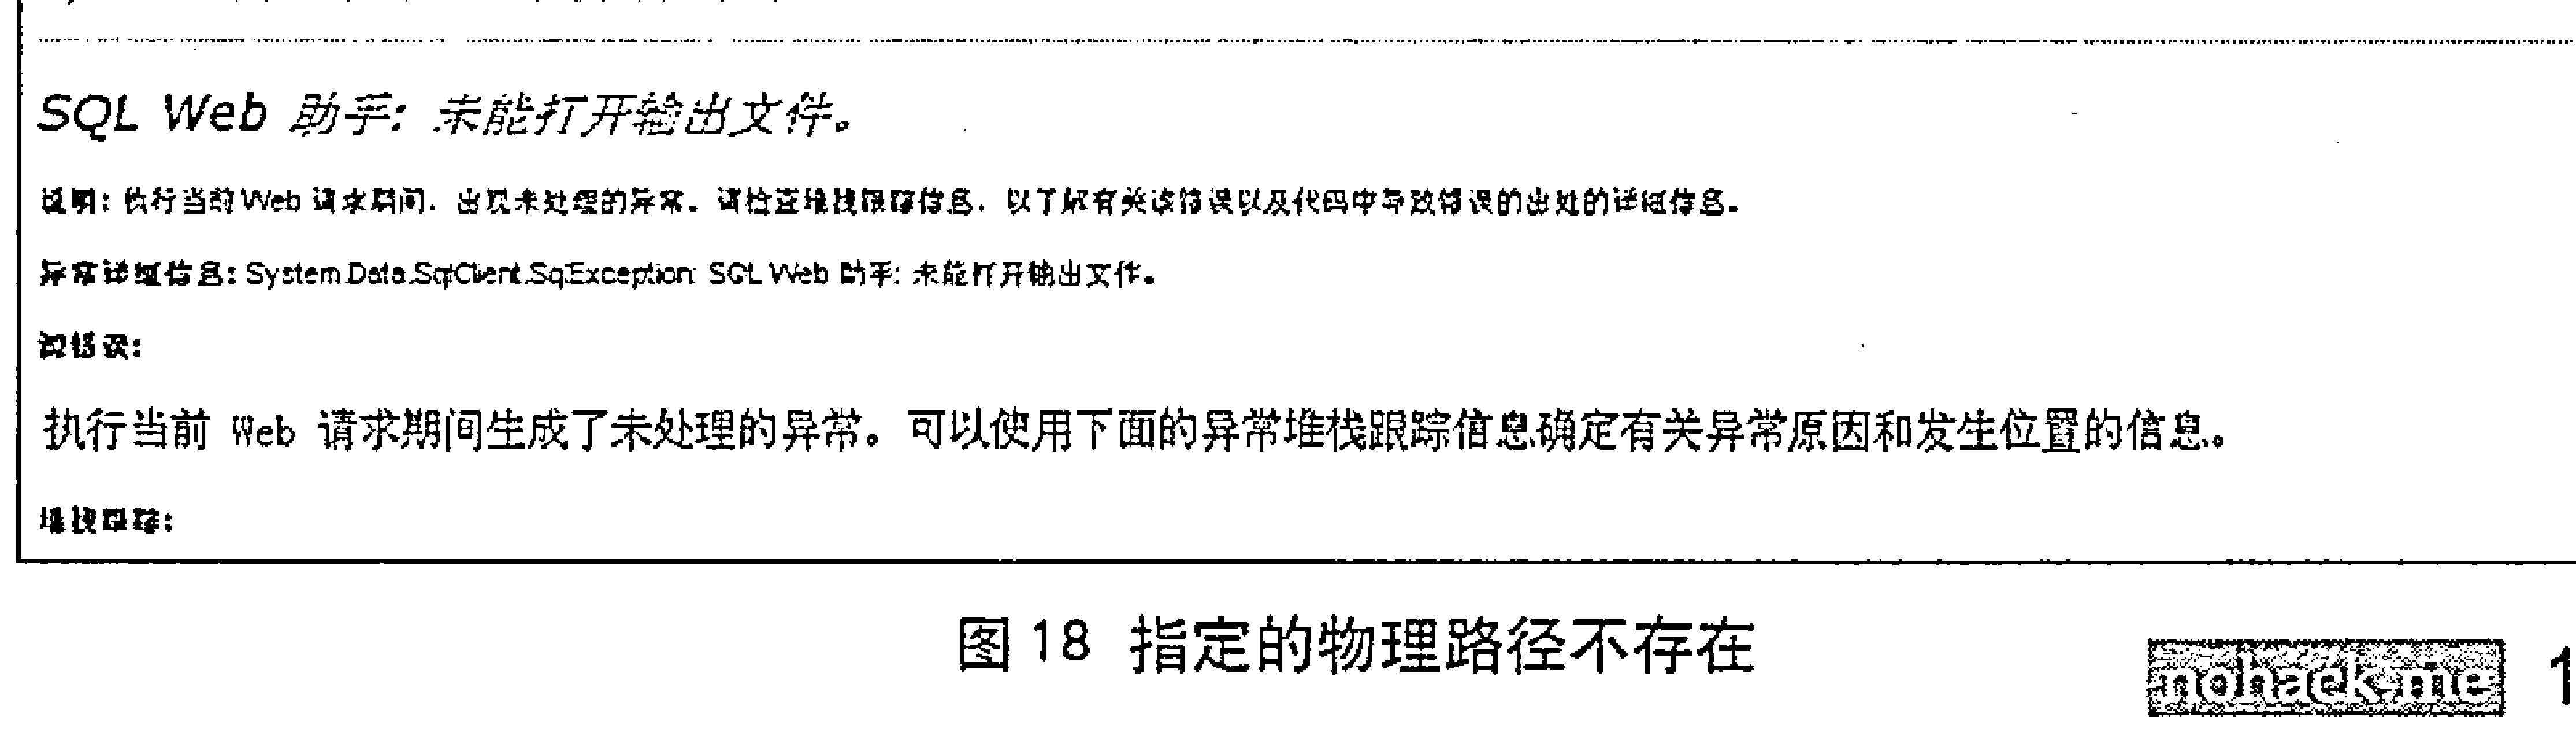 SQL Web 助手: 未能打开输出文件。
说明: 执行当前 Web 请求期间，出现未处理的异常。请检查堆栈跟踪信息，以了解有关该错误以及代码中导致错误的出处的详细信息。
异常详细信息: System.Data.SqlClient.SqlException: SQL Web 助手: 未能打开输出文件。
源错误:
执行当前 Web 请求期间生成了未处理的异常。可以使用下面的异常堆栈跟踪信息确定有关异常原因和发生位置的信息。
堆栈跟踪:
图 18 指定的物理路径不存在
nohack.me 1